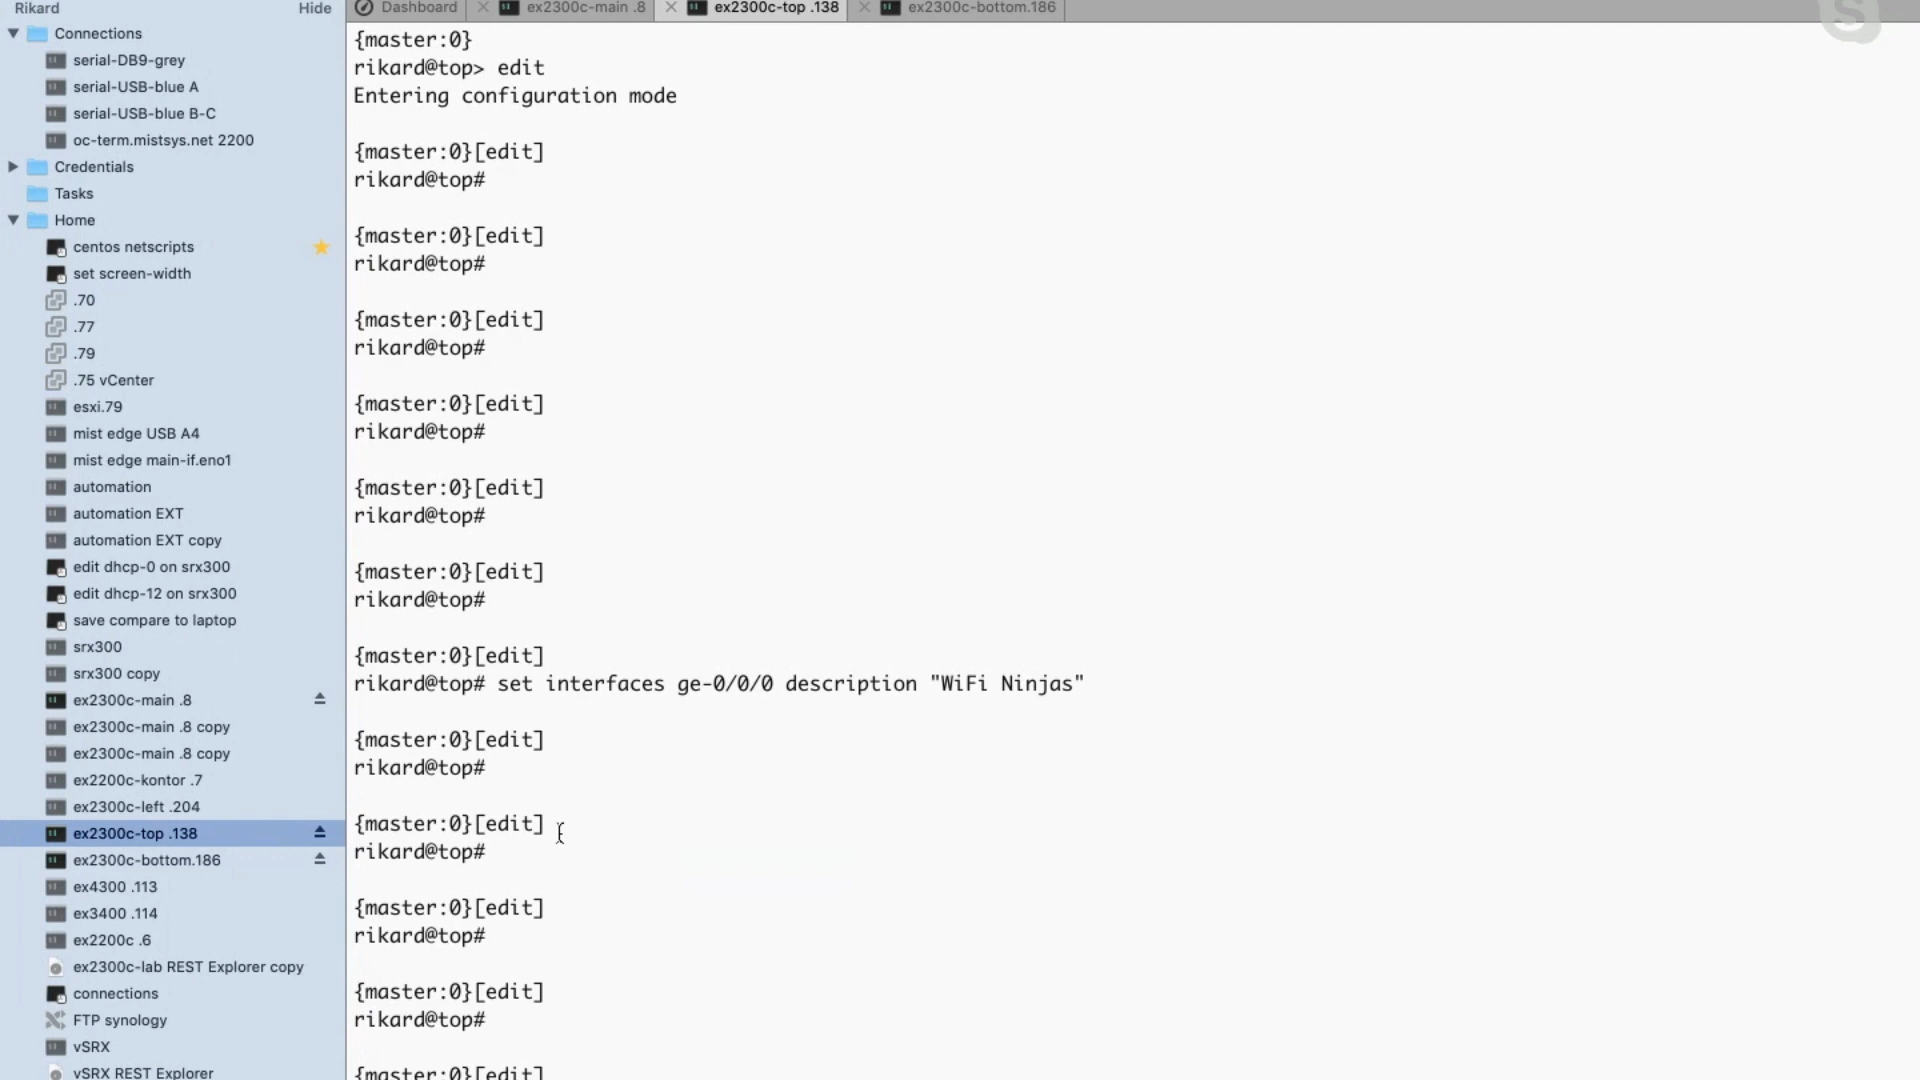 Rikard Hide
Connections
serial-DB9-grey
serial-USB-blue A
serial-USB-blue B-C
oc-term.mistsys.net 2200
Credentials
Tasks
Home
centos netscripts
set screen-width
.70
.77
.79
.75 vCenter
esxi.79
mist edge USB A4
mist edge main-if.eno1
automation
automation EXT
automation EXT copy
edit dhcp-0 on srx300
edit dhcp-12 on srx300
save compare to laptop
srx300
srx300 copy
ex2300c-main .8
ex2300c-main .8 copy
ex2300c-main .8 copy
ex2200c-kontor .7
ex2300c-left .204
ex2300c-top .138
ex2300c-bottom.186
ex4300 .113
ex3400 .114
ex2200c .6
ex2300c-lab REST Explorer copy
connections
FTP synology
vSRX
vSRX REST Explorer
Dashboard ex2300c-main .8 ex2300c-top .138 ex2300c-bottom.186
{master:0}
rikard@top> edit
Entering configuration mode
{master:0}[edit]
rikard@top#
{master:0}[edit]
rikard@top#
{master:0}[edit]
rikard@top#
{master:0}[edit]
rikard@top#
{master:0}[edit]
rikard@top#
{master:0}[edit]
rikard@top#
{master:0}[edit]
rikard@top# set interfaces ge-0/0/0 description "WiFi Ninjas"
{master:0}[edit]
rikard@top#
{master:0}[edit]
rikard@top#
{master:0}[edit]
rikard@top#
{master:0}[edit]
rikard@top#
{master:0}[edit]